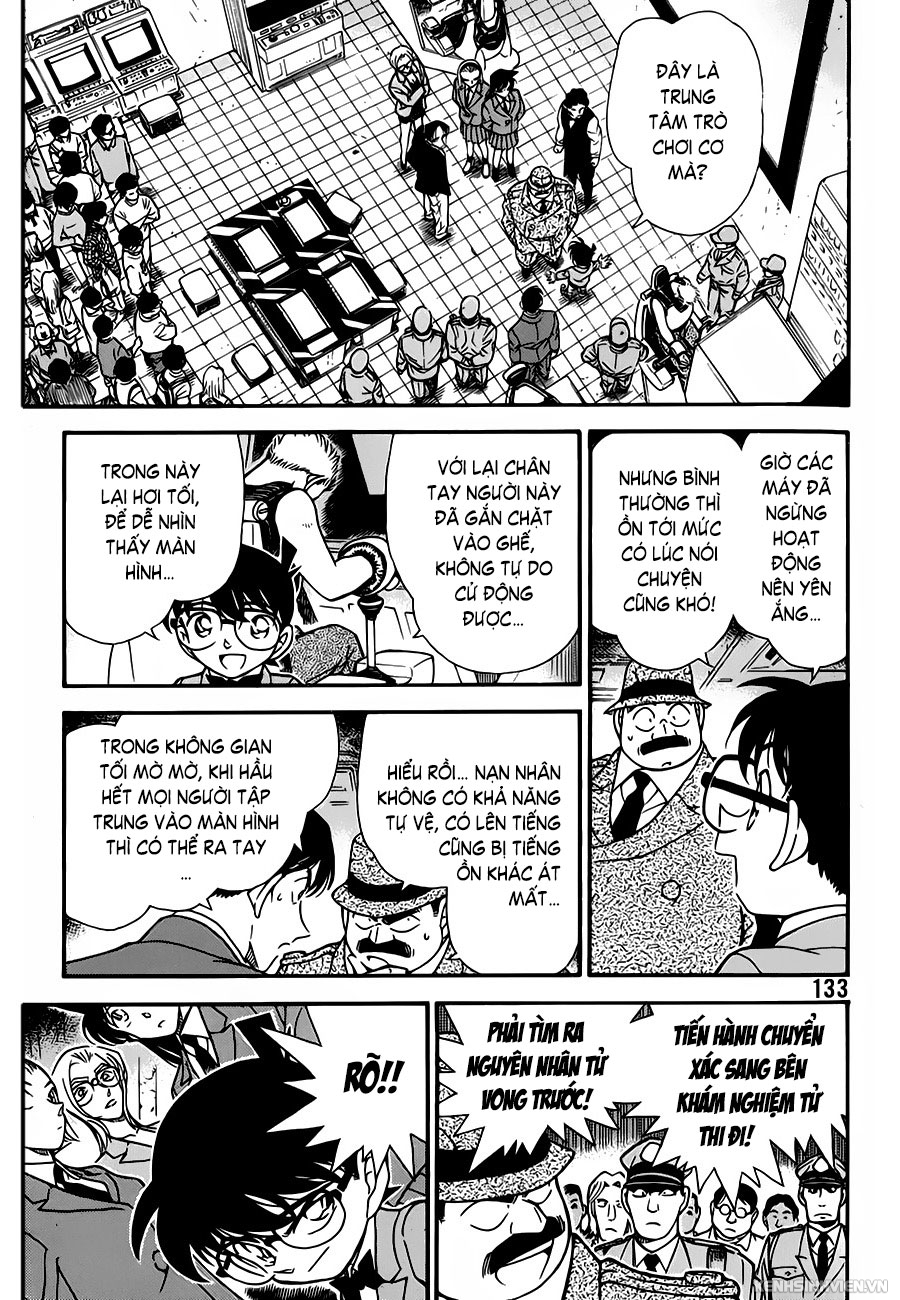 ĐÂY LÀ
TRUNG
TÂM TRÒ
CHƠI CƠ
MÀ?
GIỜ CÁC
MÁY ĐÃ
NGỪNG
HOẠT
ĐỘNG
NÊN YÊN
ẮNG...
NHƯNG BÌNH
THƯỜNG THÌ
ỒN TỚI MỨC
CÓ LÚC NÓI
CHUYỆN
CŨNG KHÓ!
VỚI LẠI CHÂN
TAY NGƯỜI NÀY
ĐÃ GẮN CHẶT
VÀO GHẾ,
KHÔNG TỰ DO
CỬ ĐỘNG
ĐƯỢC...
TRONG NÀY
LẠI HƠI TỐI,
ĐỂ DỄ NHÌN
THẤY MÀN
HÌNH...
HIỂU RỒI... NẠN NHÂN
KHÔNG CÓ KHẢ NĂNG
TỰ VỆ, CÓ LÊN TIẾNG
CŨNG BỊ TIẾNG
ỒN KHÁC ÁT
MẤT...
TRONG KHÔNG GIAN
TỐI MỜ MỜ, KHI HẦU
HẾT MỌI NGƯỜI TẬP
TRUNG VÀO MÀN HÌNH
THÌ CÓ THỂ RA TAY
...
133
TIẾN HÀNH CHUYỂN
XÁC SANG BÊN
KHÁM NGHIỆM TỬ
THI ĐI!
PHẢI TÌM RA
NGUYÊN NHÂN TỬ
VONG TRƯỚC!
RÕ!!
KENHSINHVIEN.VN